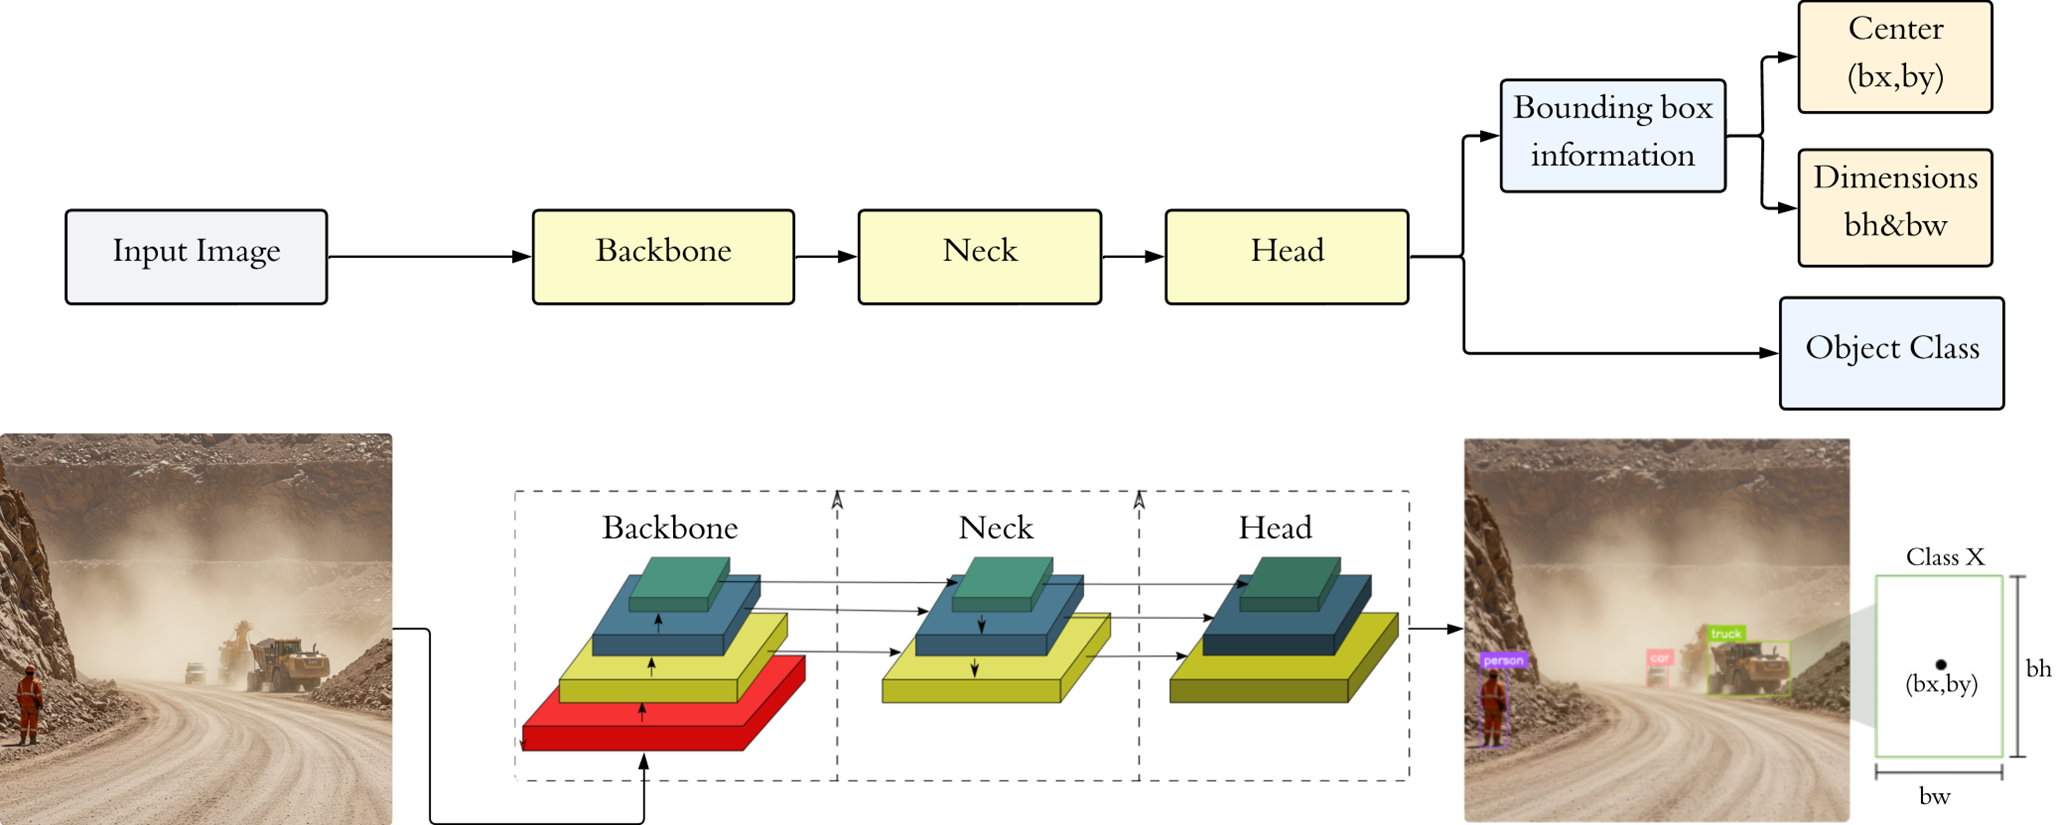 Center
(bx,by)
Bounding box
information
Dimensions
bh&bw
Input Image
Backbone
Neck
Head
Object Class
Backbone
Neck
Head
Class X
truck
car
person
(bx,by)
bh
bw